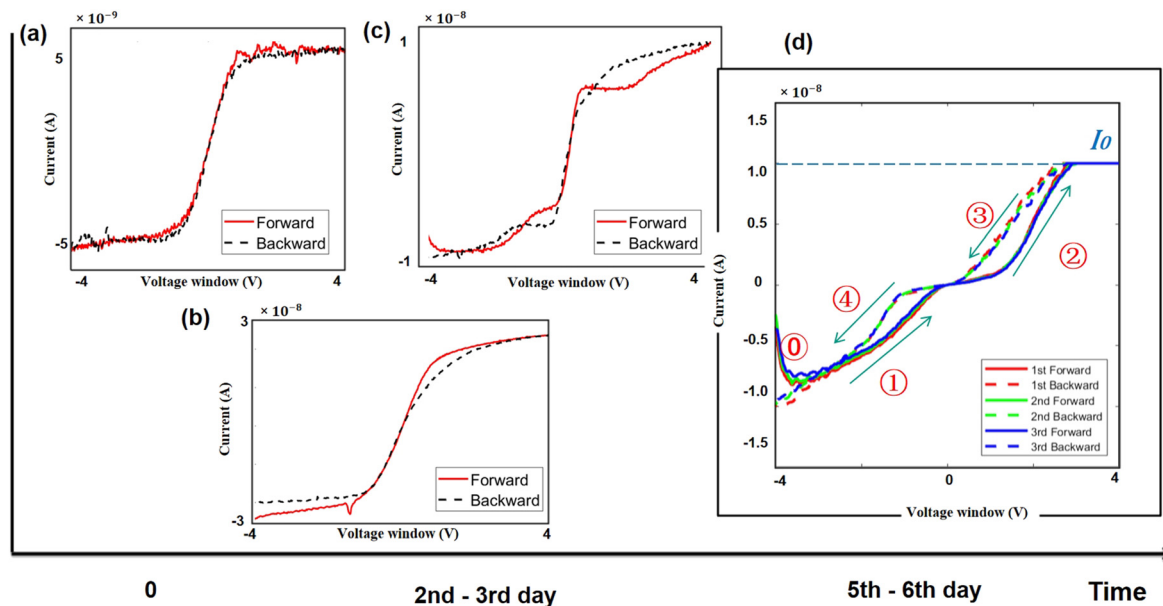 (a)
× 10⁻⁹
5
-5
-4
4
Current (A)
Voltage window (V)
Forward
Backward
(b)
× 10⁻⁸
3
-3
-4
4
Current (A)
Voltage window (V)
Forward
Backward
(c)
× 10⁻⁸
1
-1
-4
4
Current (A)
Voltage window (V)
Forward
Backward
(d)
× 10⁻⁸
1.5
1.0
0.5
0
-0.5
-1.0
-1.5
-4
0
4
Current (A)
Voltage window (V)
I₀
③
②
④
⓪
①
1st Forward
1st Backward
2nd Forward
2nd Backward
3rd Forward
3rd Backward
0
2nd - 3rd day
5th - 6th day
Time